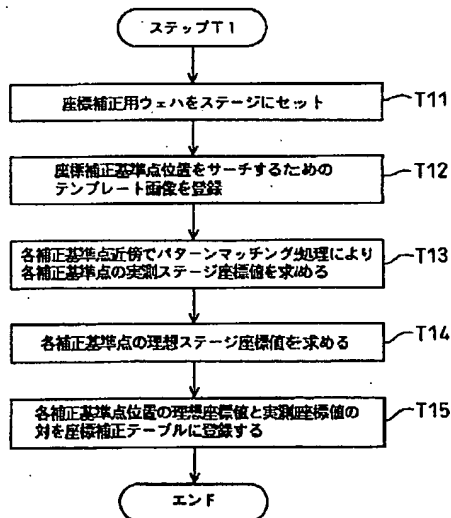 ステップT1
座標補正用ウェハをステージにセット
T11
座標補正基準点位置をサーチするための
テンプレート画像を登録
T12
各補正基準点近傍でパターンマッチング処理により
各補正基準点の実測ステージ座標値を求める
T13
各補正基準点の理想ステージ座標値を求める
T14
各補正基準点位置の理想座標値と実測座標値の
対を座標補正テーブルに登録する
T15
エンF